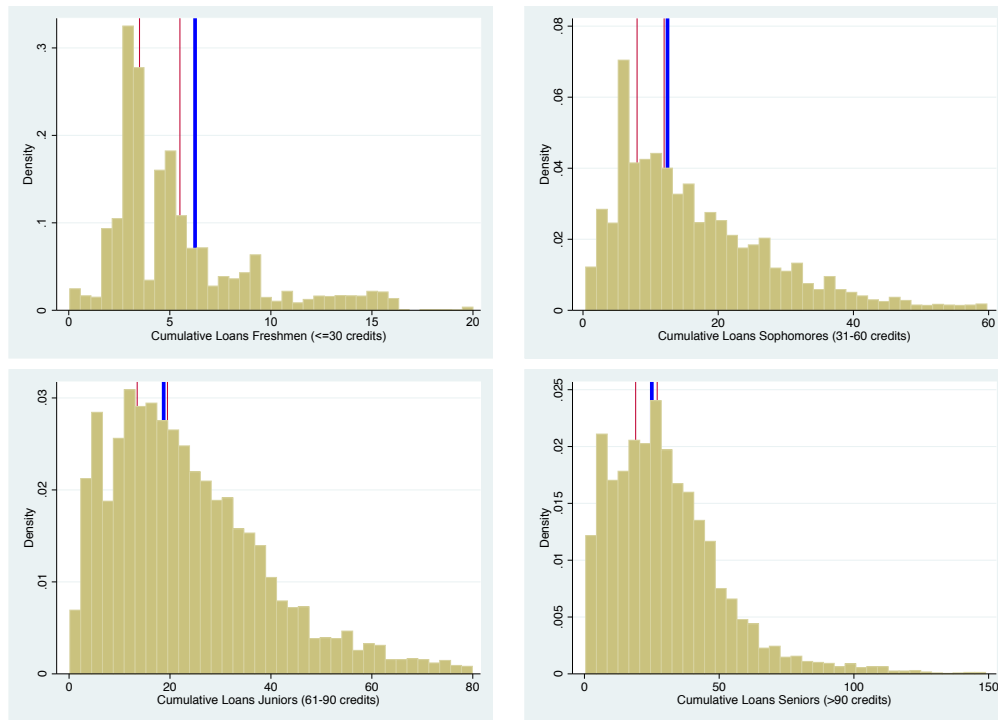 Density
.3
.2
.1
0
0 5 10 15 20
Cumulative Loans Freshmen (<=30 credits)
Density
.08
.06
.04
.02
0
0 20 40 60
Cumulative Loans Sophomores (31-60 credits)
Density
.03
.02
.01
0
0 20 40 60 80
Cumulative Loans Juniors (61-90 credits)
Density
.025
.02
.015
.01
.005
0
0 50 100 150
Cumulative Loans Seniors (>90 credits)